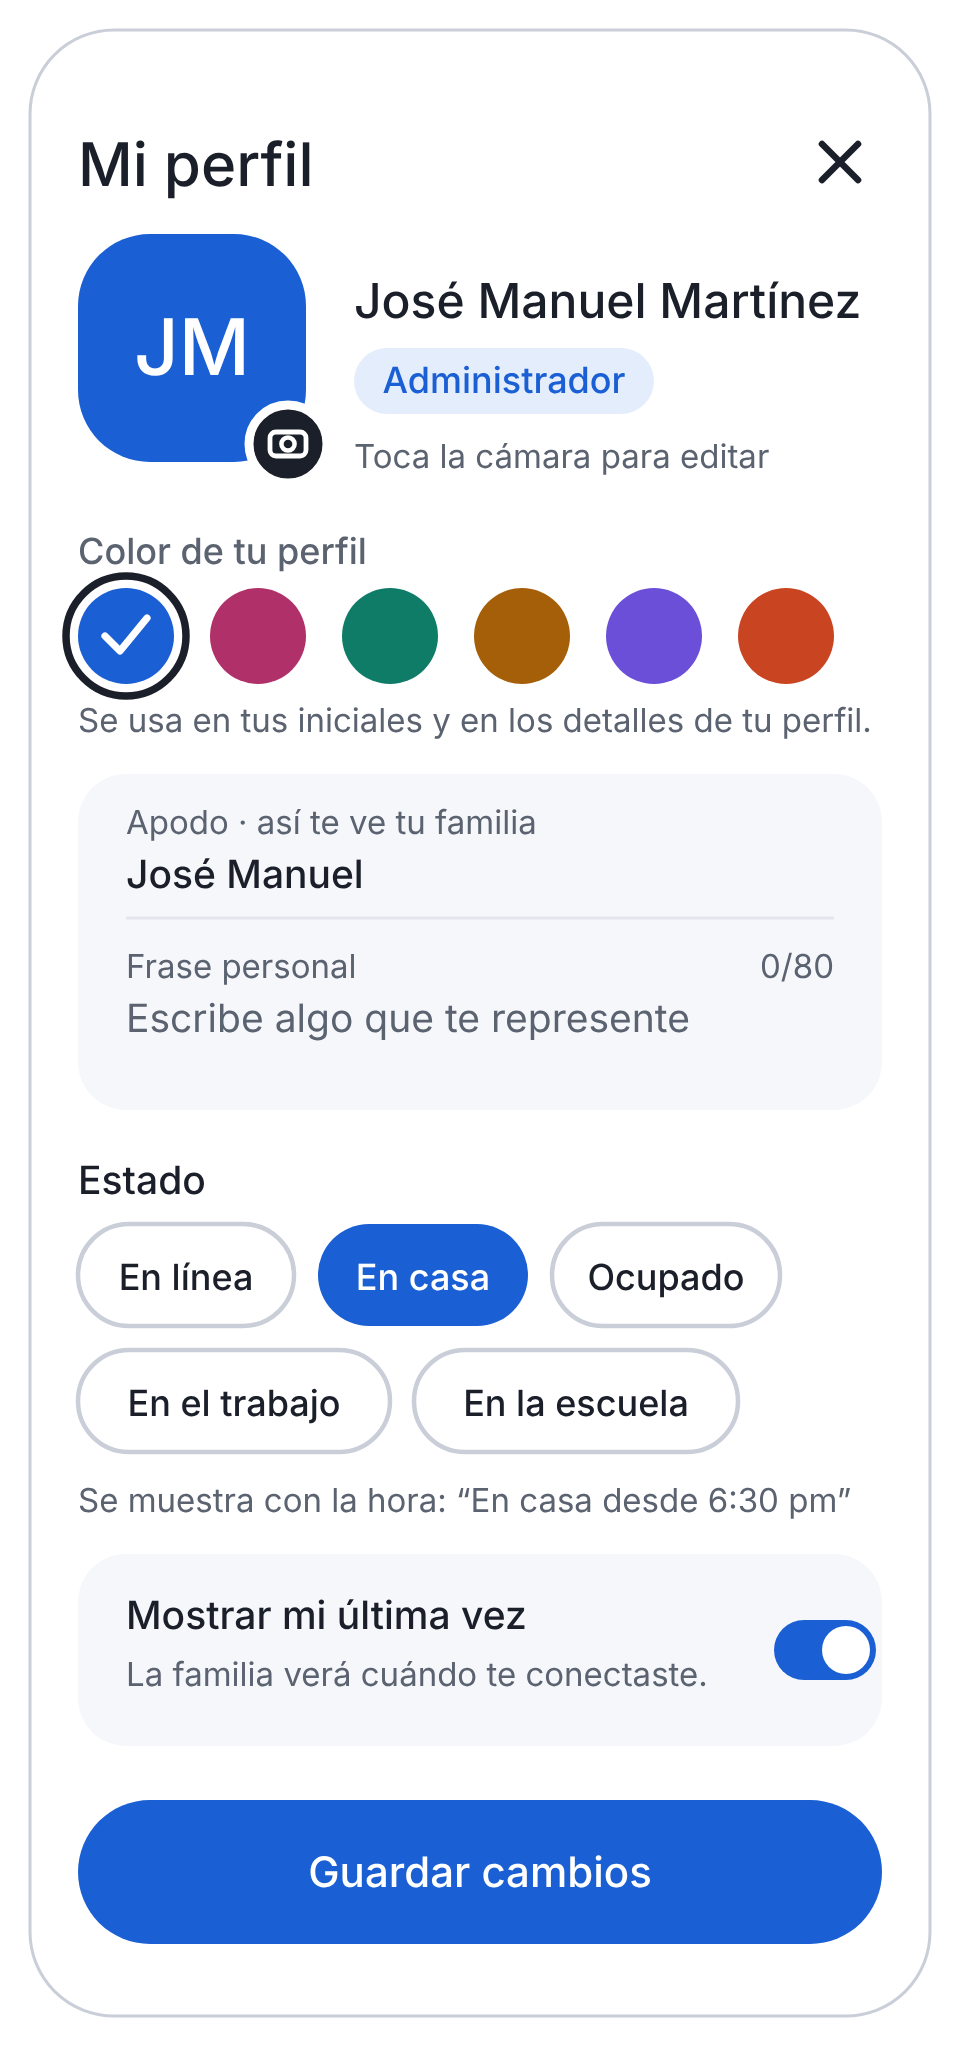 Mi perfil
JM
José Manuel Martínez
Administrador
Toca la cámara para editar
Color de tu perfil
Se usa en tus iniciales y en los detalles de tu perfil.
Apodo · así te ve tu familia
José Manuel
Frase personal 0/80
Escribe algo que te represente
Estado
En línea En casa Ocupado
En el trabajo En la escuela
Se muestra con la hora: “En casa desde 6:30 pm”
Mostrar mi última vez
La familia verá cuándo te conectaste.
Guardar cambios